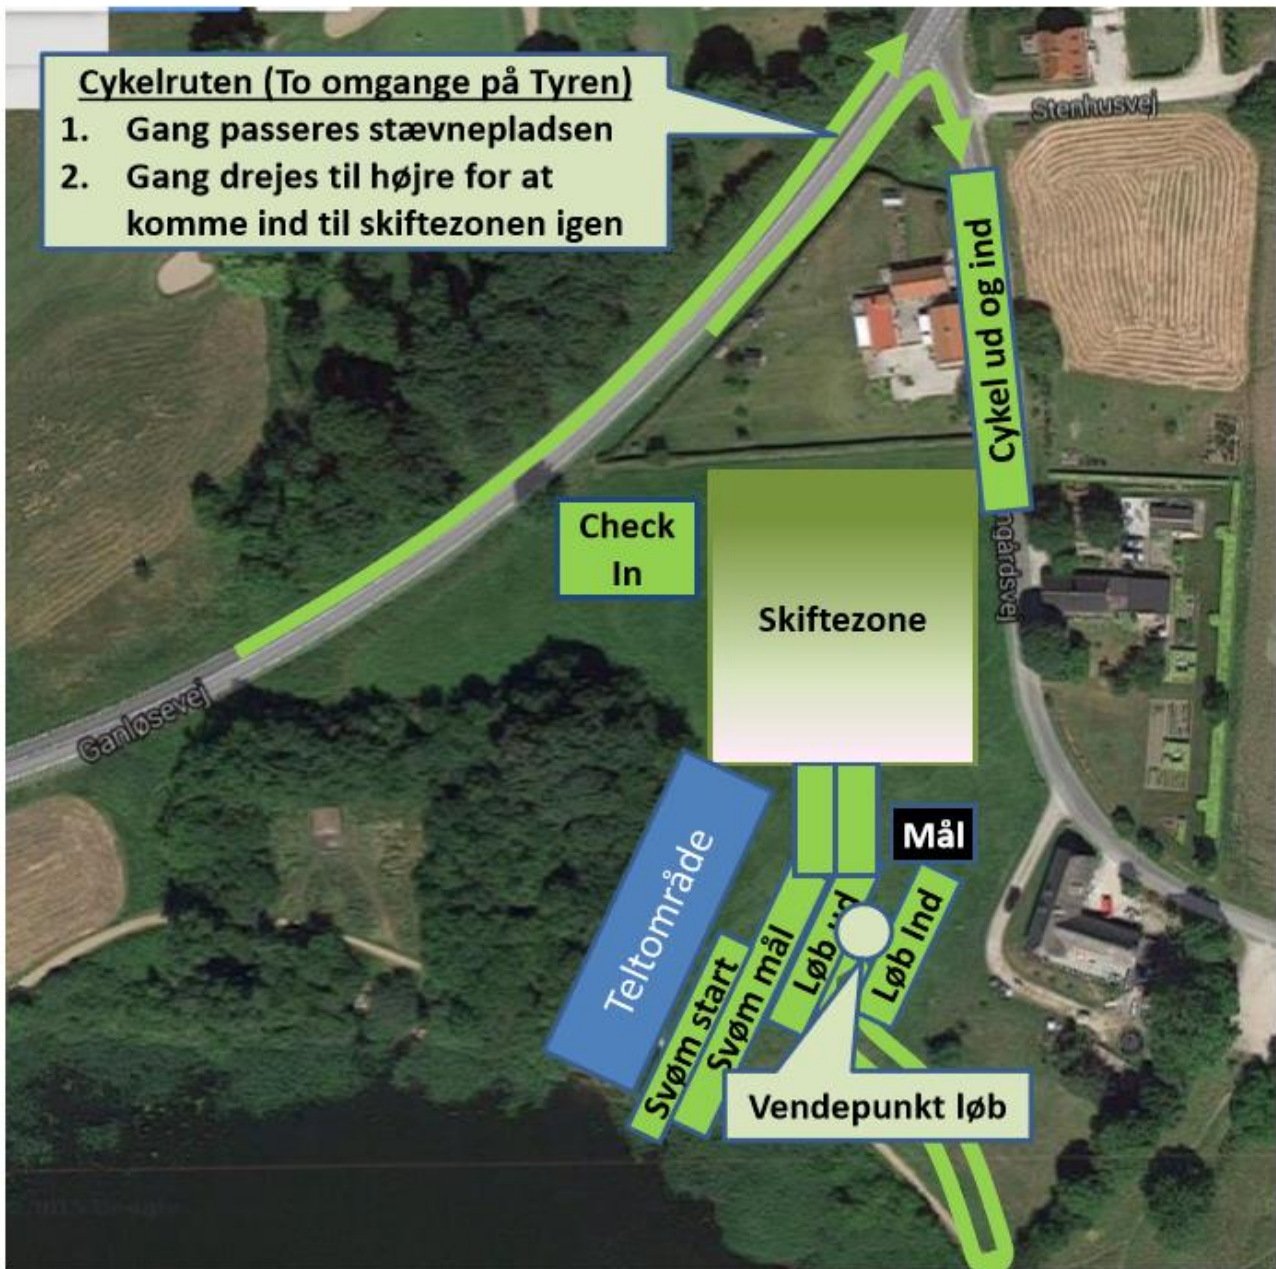 Cykelruten (To omgange på Tyren)
1. Gang passeres stævnepladsen
2. Gang drejes til højre for at
komme ind til skiftezonen igen
Stenhusvej
Cykel ud og ind
Check
In
ngårdsvej
Skiftezone
Ganløsevej
Mål
Teltområde
Svøm start
Svøm mål
Løb ud
Løb Ind
Vendepunkt løb